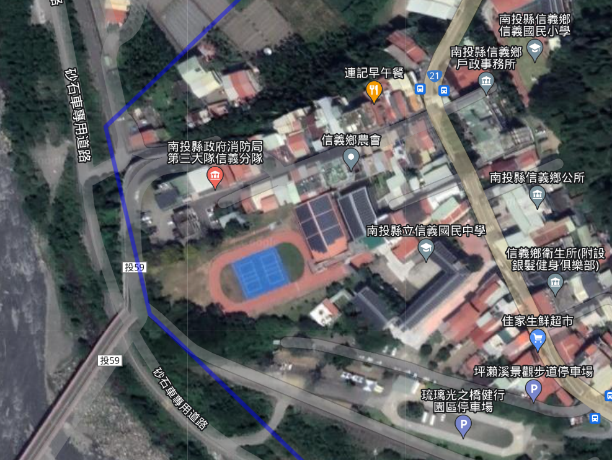 路
南投縣信義鄉
信義國民小學
南投縣信義鄉
戶政事務所
連記早午餐
21
砂石車專用道路
信義鄉農會
南投縣政府消防局
第三大隊信義分隊
南投縣信義鄉公所
南投縣立信義國民中學
信義鄉衛生所(附設
銀髮健身俱樂部)
投59
佳家生鮮超市
投59
坪瀨溪景觀步道停車場
砂石車專用道路
琉璃光之橋健行
園區停車場
P
P